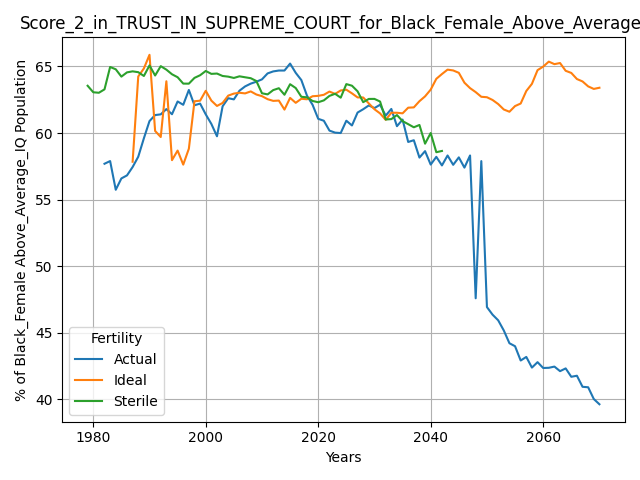 Score_2_in_TRUST_IN_SUPREME_COURT_for_Black_Female_Above_Average
% of Black_Female Above_Average_IQ Population
65
60
55
50
45
40
Fertility
Actual
Ideal
Sterile
1980
2000
2020
2040
2060
Years